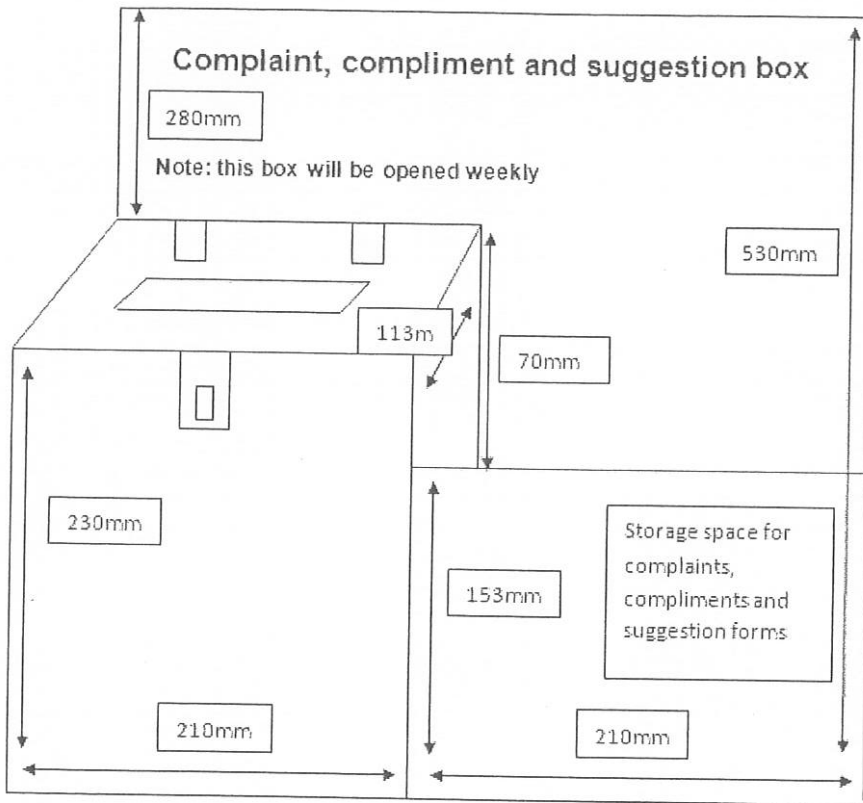 Complaint, compliment and suggestion box
280mm
Note: this box will be opened weekly
530mm
113m
70mm
230mm
153mm
Storage space for
complaints,
compliments and
suggestion forms
210mm
210mm